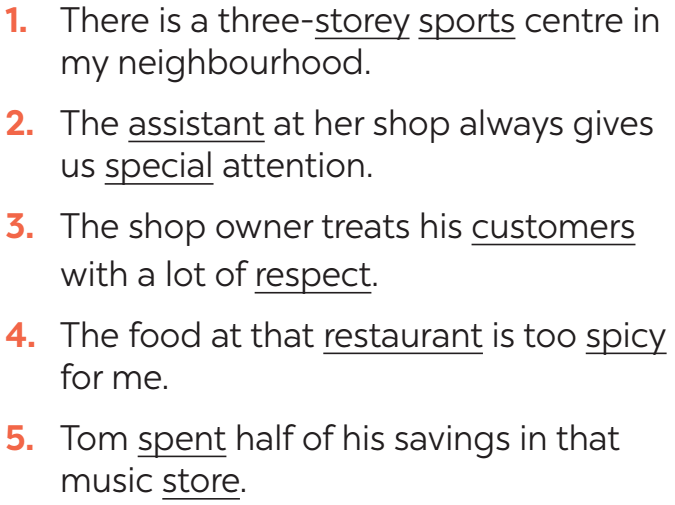 1. There is a three-storey sports centre in
my neighbourhood.
2. The assistant at her shop always gives
us special attention.
3. The shop owner treats his customers
with a lot of respect.
4. The food at that restaurant is too spicy
for me.
5. Tom spent half of his savings in that
music store.